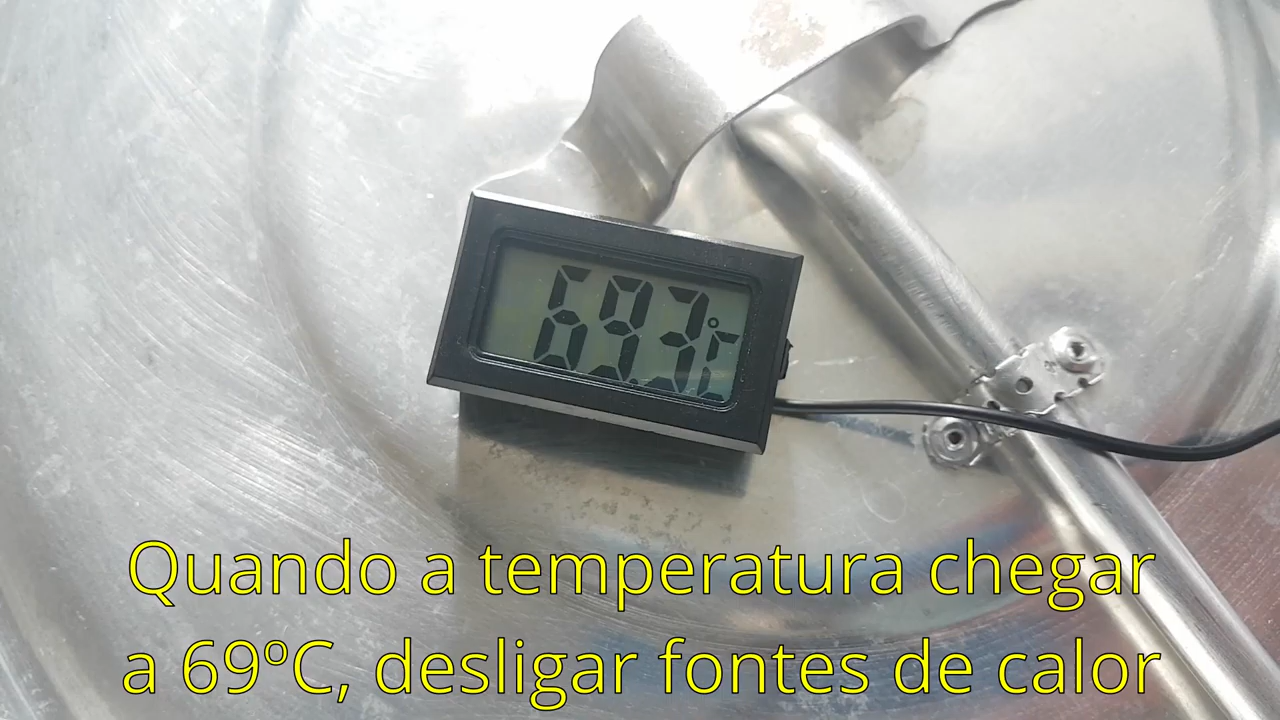 69.3°C
Quando a temperatura chegar
a 69ºC, desligar fontes de calor